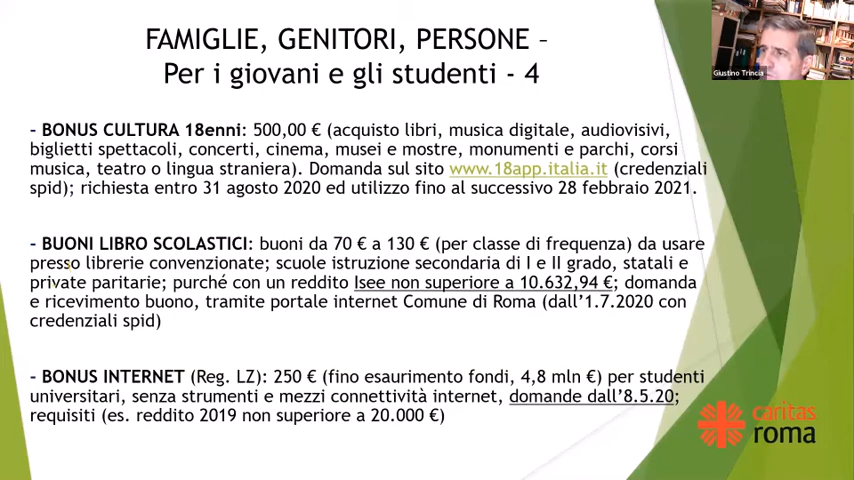 FAMIGLIE, GENITORI, PERSONE –
Per i giovani e gli studenti - 4
Giustino Trincia
- BONUS CULTURA 18enni: 500,00 € (acquisto libri, musica digitale, audiovisivi,
biglietti spettacoli, concerti, cinema, musei e mostre, monumenti e parchi, corsi
musica, teatro o lingua straniera). Domanda sul sito www.18app.italia.it (credenziali
spid); richiesta entro 31 agosto 2020 ed utilizzo fino al successivo 28 febbraio 2021.
- BUONI LIBRO SCOLASTICI: buoni da 70 € a 130 € (per classe di frequenza) da usare
presso librerie convenzionate; scuole istruzione secondaria di I e II grado, statali e
private paritarie; purché con un reddito Isee non superiore a 10.632,94 €; domanda
e ricevimento buono, tramite portale internet Comune di Roma (dall’1.7.2020 con
credenziali spid)
- BONUS INTERNET (Reg. LZ): 250 € (fino esaurimento fondi, 4,8 mln €) per studenti
universitari, senza strumenti e mezzi connettività internet, domande dall’8.5.20;
requisiti (es. reddito 2019 non superiore a 20.000 €)
caritas
roma